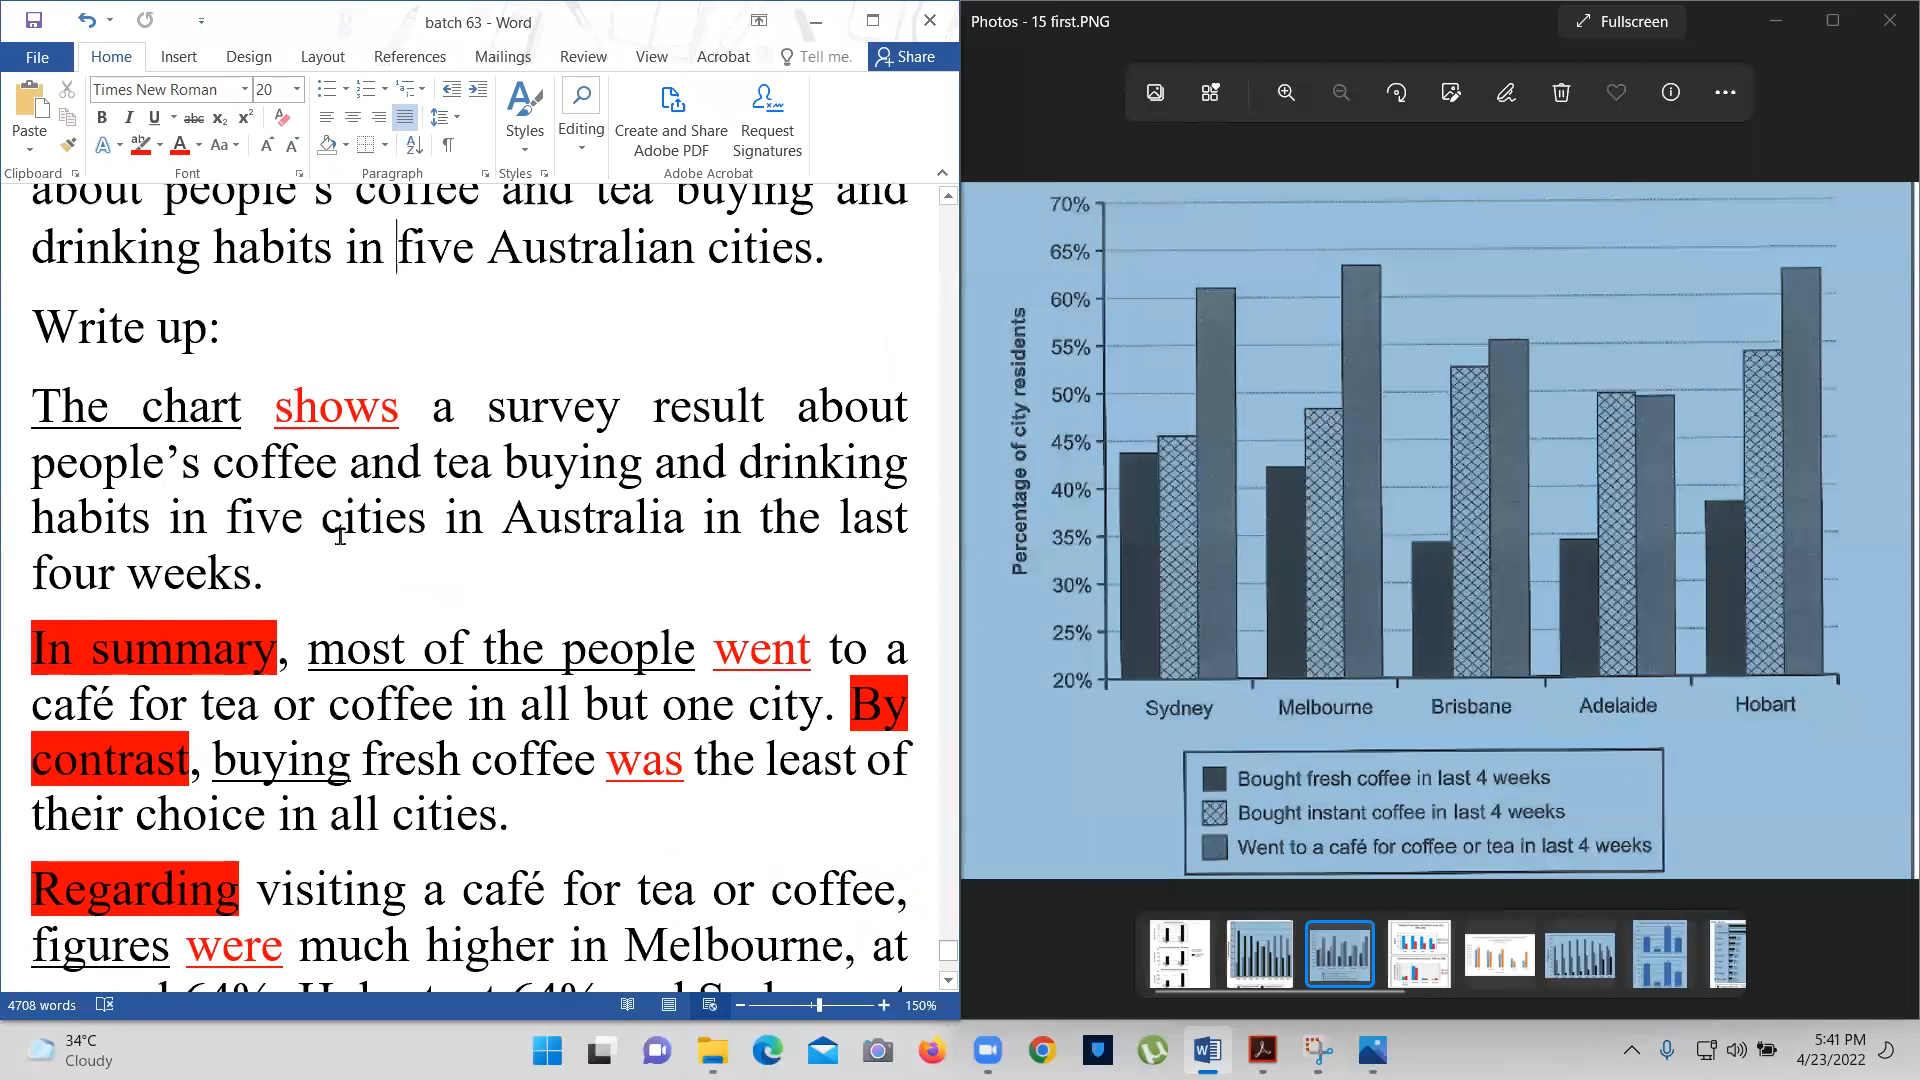 batch 63 - Word
File
Home
Insert
Design
Layout
References
Mailings
Review
View
Acrobat
Tell me.
Share
Times New Roman
20
Paste
Styles
Editing
Create and Share
Adobe PDF
Request
Signatures
Clipboard
Font
Paragraph
Styles
Adobe Acrobat
about people's coffee and tea buying and
drinking habits in five Australian cities.
Write up:
The chart shows a survey result about
people's coffee and tea buying and drinking
habits in five cities in Australia in the last
four weeks.
In summary, most of the people went to a
café for tea or coffee in all but one city. By
contrast, buying fresh coffee was the least of
their choice in all cities.
Regarding visiting a café for tea or coffee,
figures were much higher in Melbourne, at
4708 words
150%
Photos - 15 first.PNG
Fullscreen
Percentage of city residents
70%
65%
60%
55%
50%
45%
40%
35%
30%
25%
20%
Sydney
Melbourne
Brisbane
Adelaide
Hobart
Bought fresh coffee in last 4 weeks
Bought instant coffee in last 4 weeks
Went to a café for coffee or tea in last 4 weeks
34°C
Cloudy
5:41 PM
4/23/2022